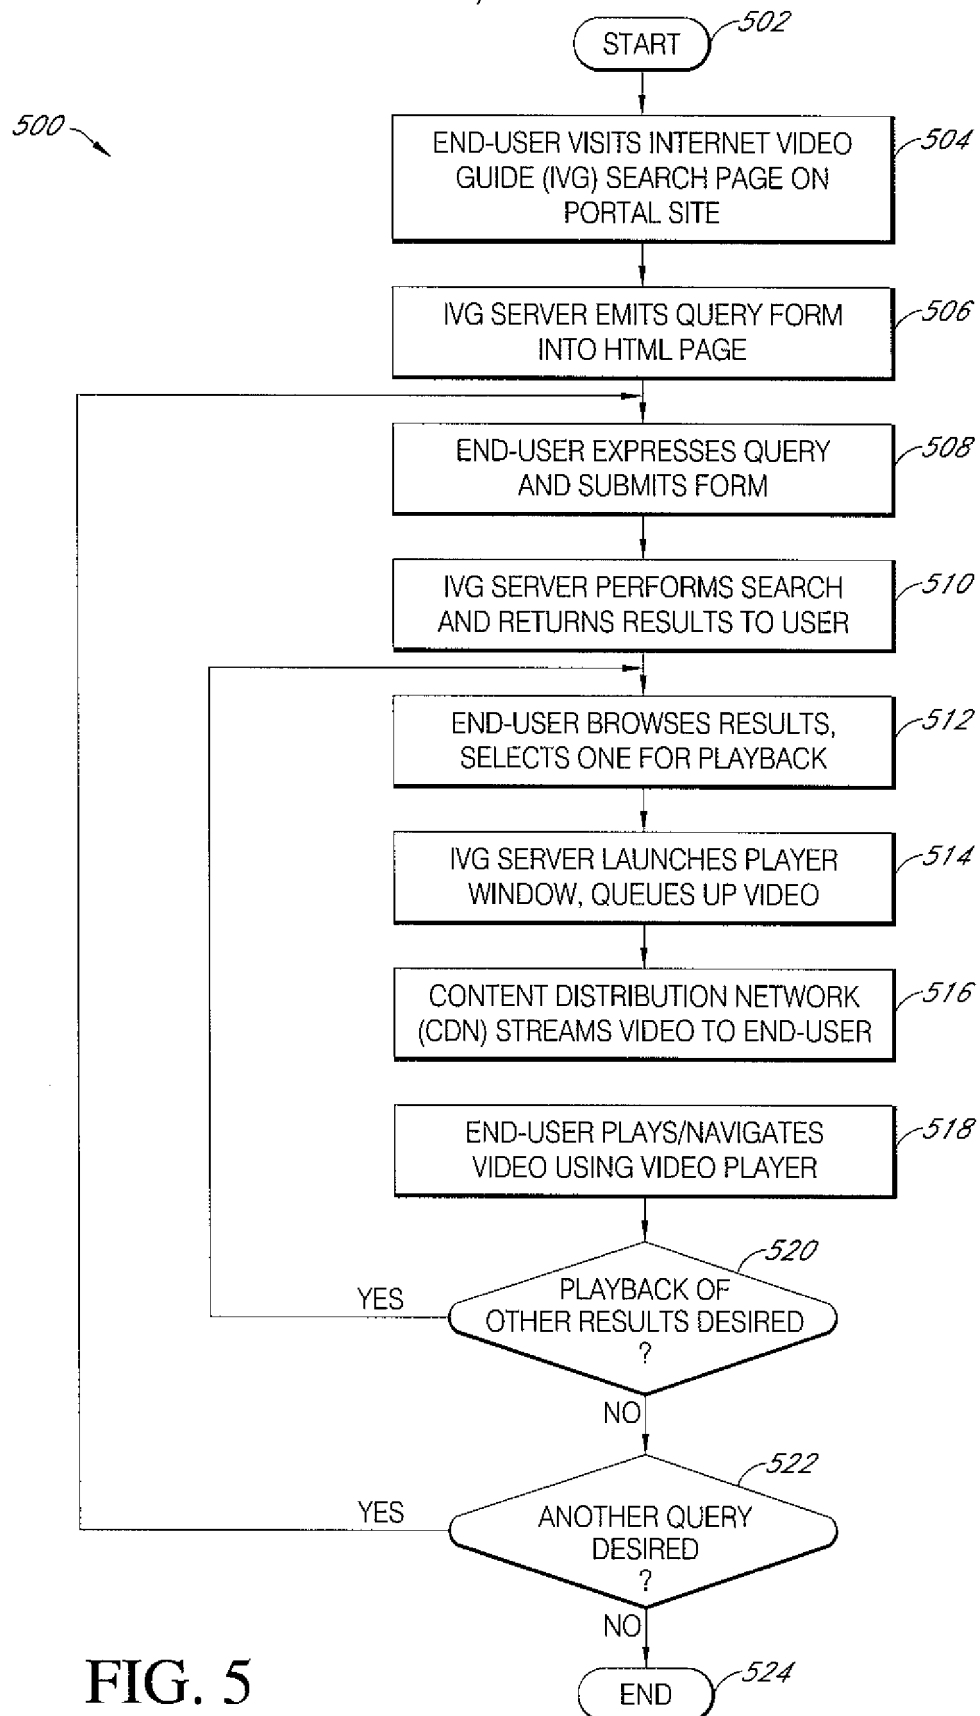 START
502
500
END-USER VISITS INTERNET VIDEO
GUIDE (IVG) SEARCH PAGE ON
PORTAL SITE
504
IVG SERVER EMITS QUERY FORM
INTO HTML PAGE
506
END-USER EXPRESSES QUERY
AND SUBMITS FORM
508
IVG SERVER PERFORMS SEARCH
AND RETURNS RESULTS TO USER
510
END-USER BROWSES RESULTS,
SELECTS ONE FOR PLAYBACK
512
IVG SERVER LAUNCHES PLAYER
WINDOW, QUEUES UP VIDEO
514
CONTENT DISTRIBUTION NETWORK
(CDN) STREAMS VIDEO TO END-USER
516
END-USER PLAYS/NAVIGATES
VIDEO USING VIDEO PLAYER
518
520
PLAYBACK OF
OTHER RESULTS DESIRED
?
YES
NO
522
ANOTHER QUERY
DESIRED
?
YES
NO
END
524
FIG. 5